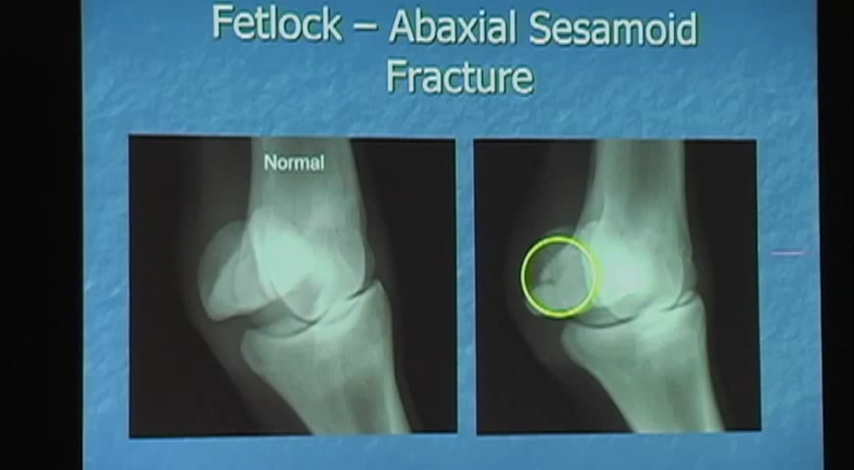 Fetlock – Abaxial Sesamoid
Fracture
Normal